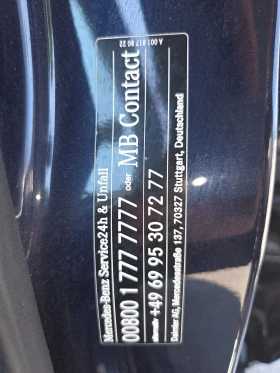 A 001 817 80 22
Mercedes-Benz Service24h & Unfall
00800 1 777 7777 oder MB Contact
alternativ +49 69 95 30 72 77
Daimler AG, Mercedesstraße 137, 70327 Stuttgart, Deutschland